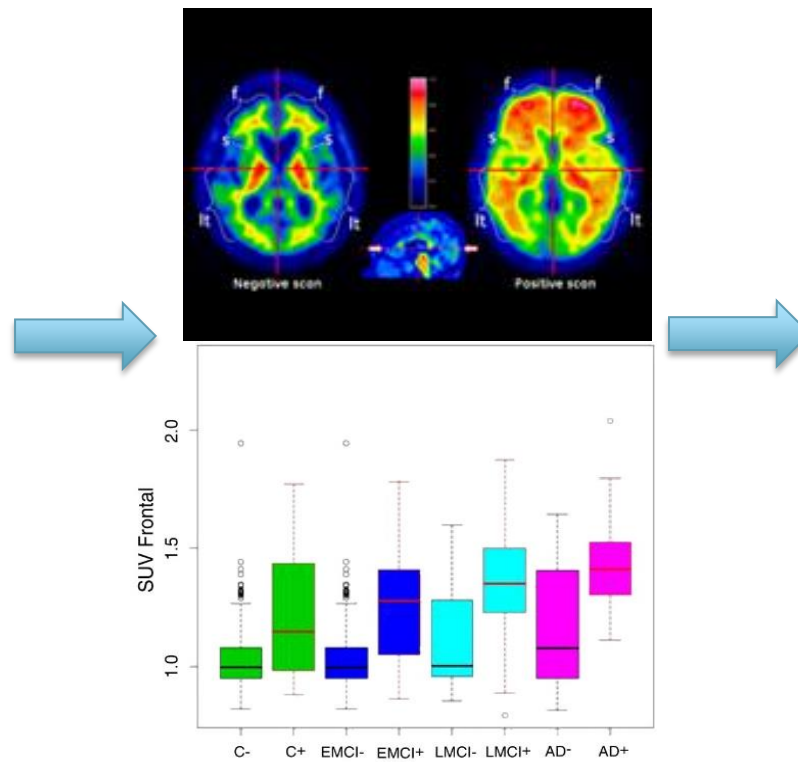 f f f f
s s s s
lt lt lt lt
Negative scan Positive scan
SUV Frontal
2.0
1.5
1.0
C- C+ EMCI- EMCI+ LMCI- LMCI+ AD- AD+